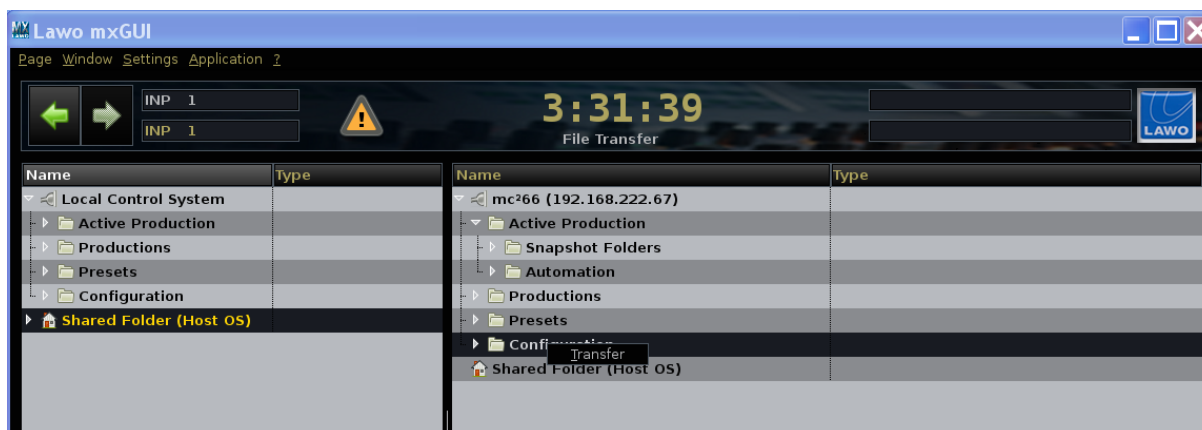 MX LAWO Lawo mxGUI
Page Window Settings Application ?
INP 1
INP 1
3:31:39
File Transfer
LAWO
Name Type
Local Control System
Active Production
Productions
Presets
Configuration
Shared Folder (Host OS)
Name Type
mc²66 (192.168.222.67)
Active Production
Snapshot Folders
Automation
Productions
Presets
Transfer
Shared Folder (Host OS)